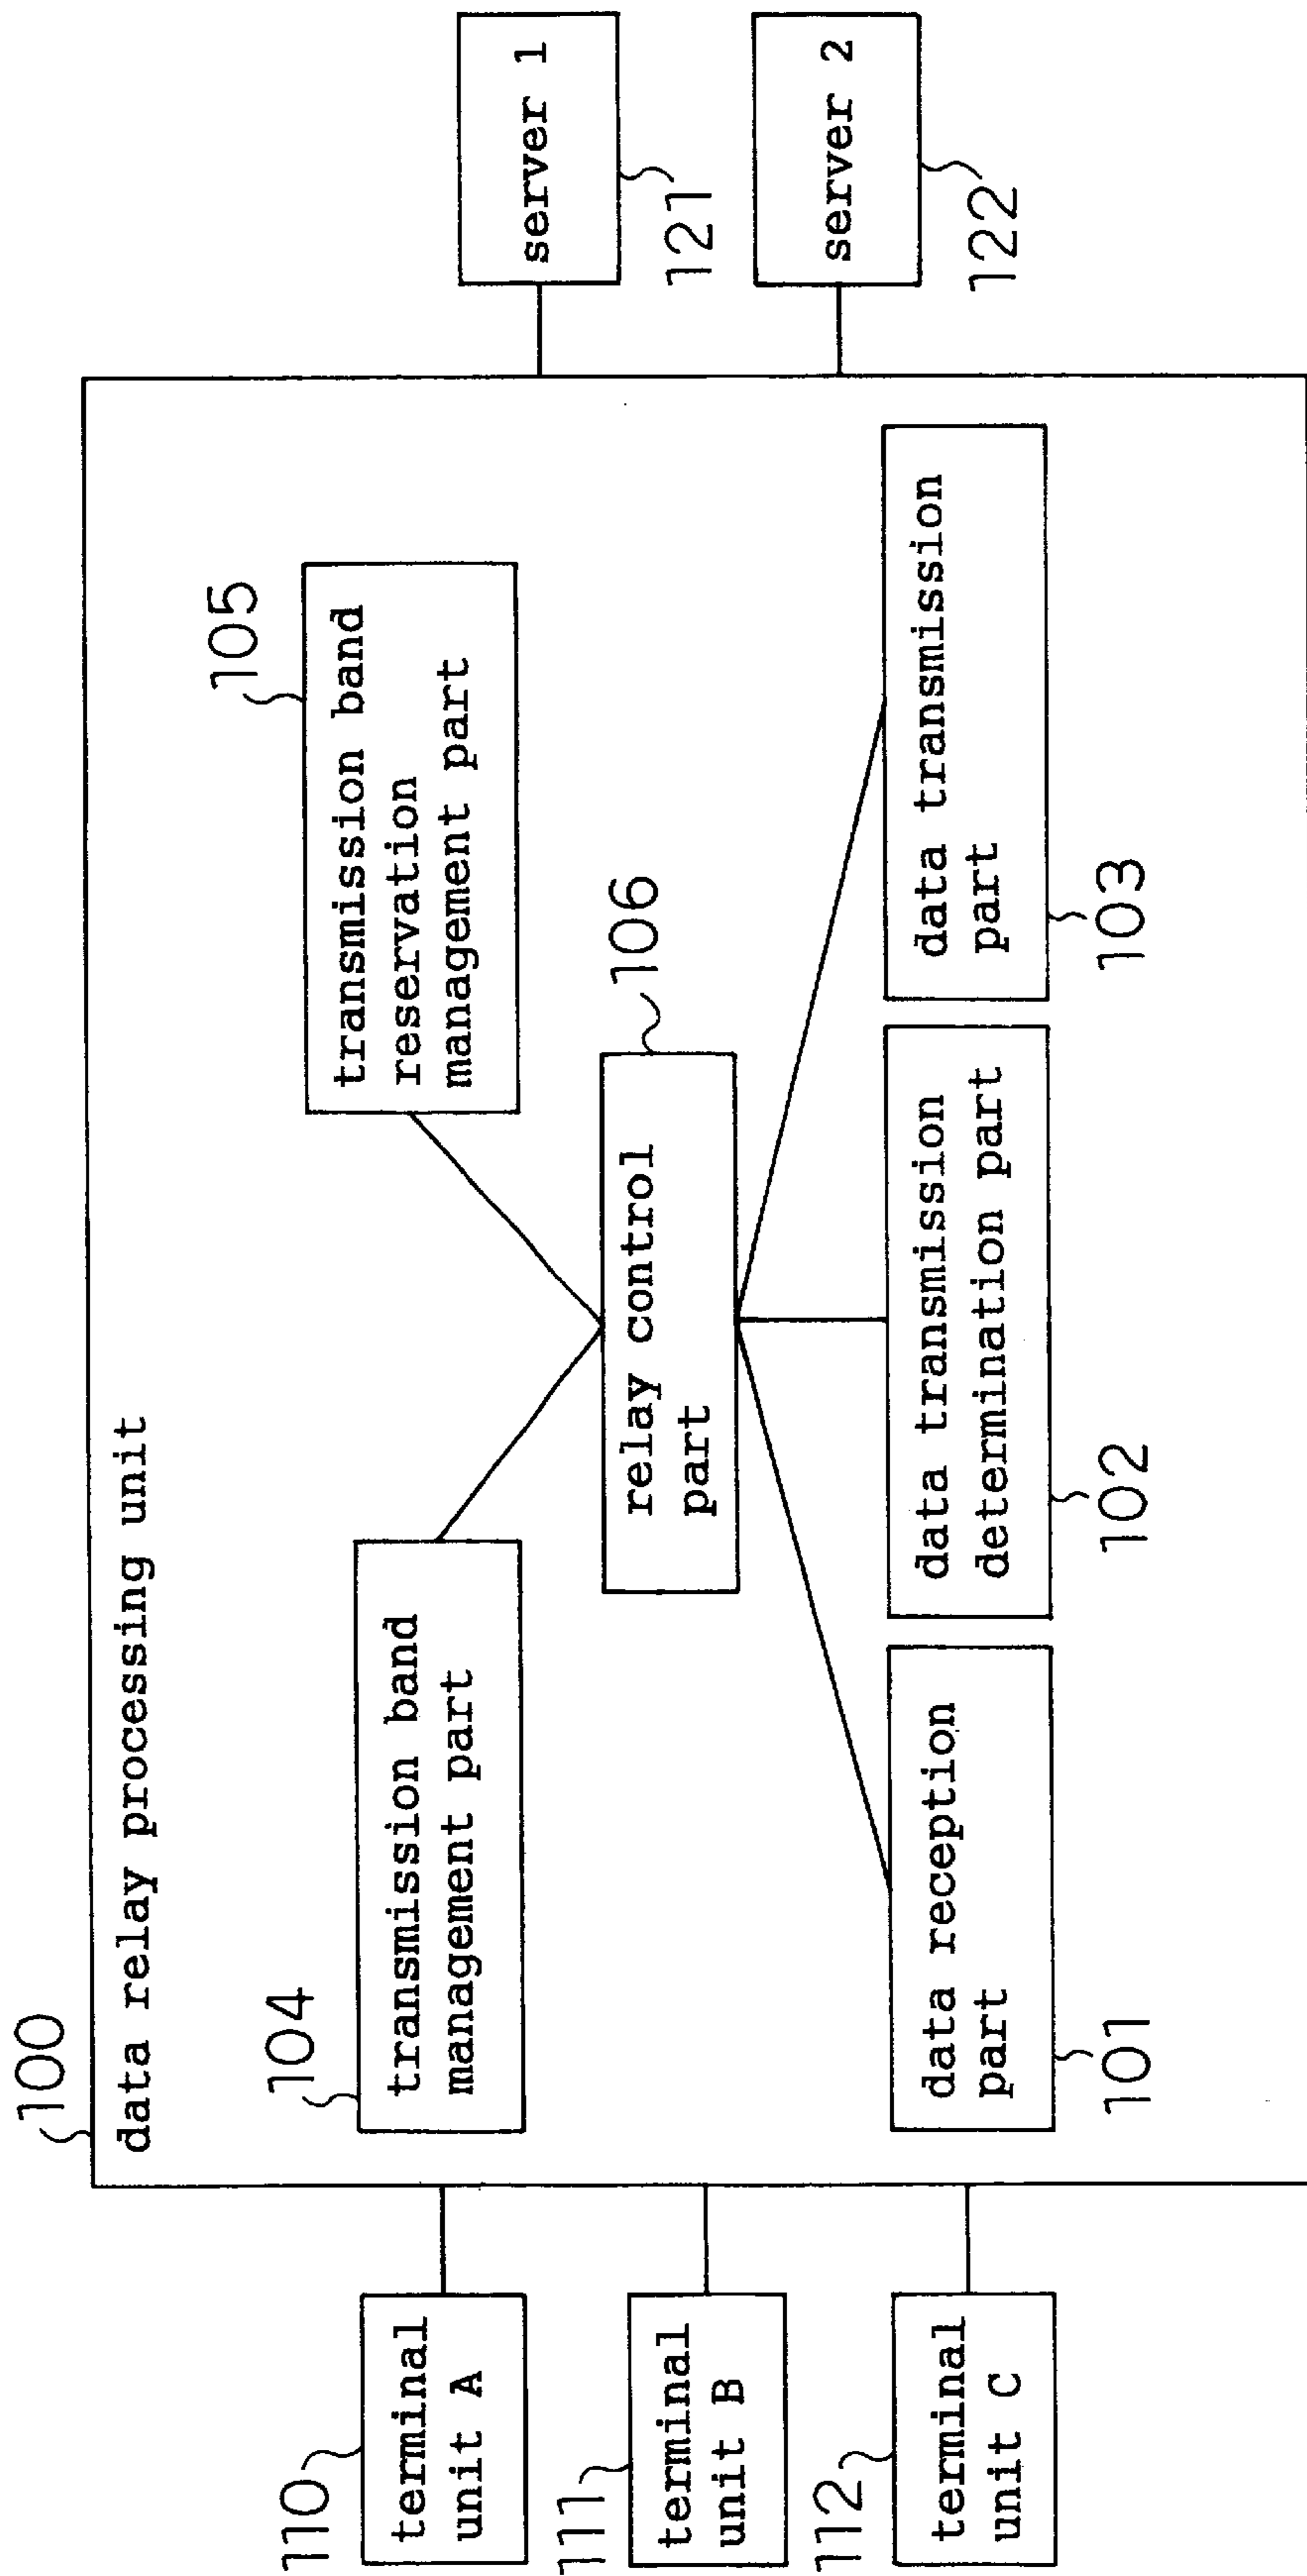 100
data relay processing unit
110
terminal
unit A
111
terminal
unit B
112
terminal
unit C
104
transmission band
management part
105
transmission band
reservation
management part
106
relay control
part
data reception
part
101
data transmission
determination part
102
data transmission
part
103
server 1
121
server 2
122